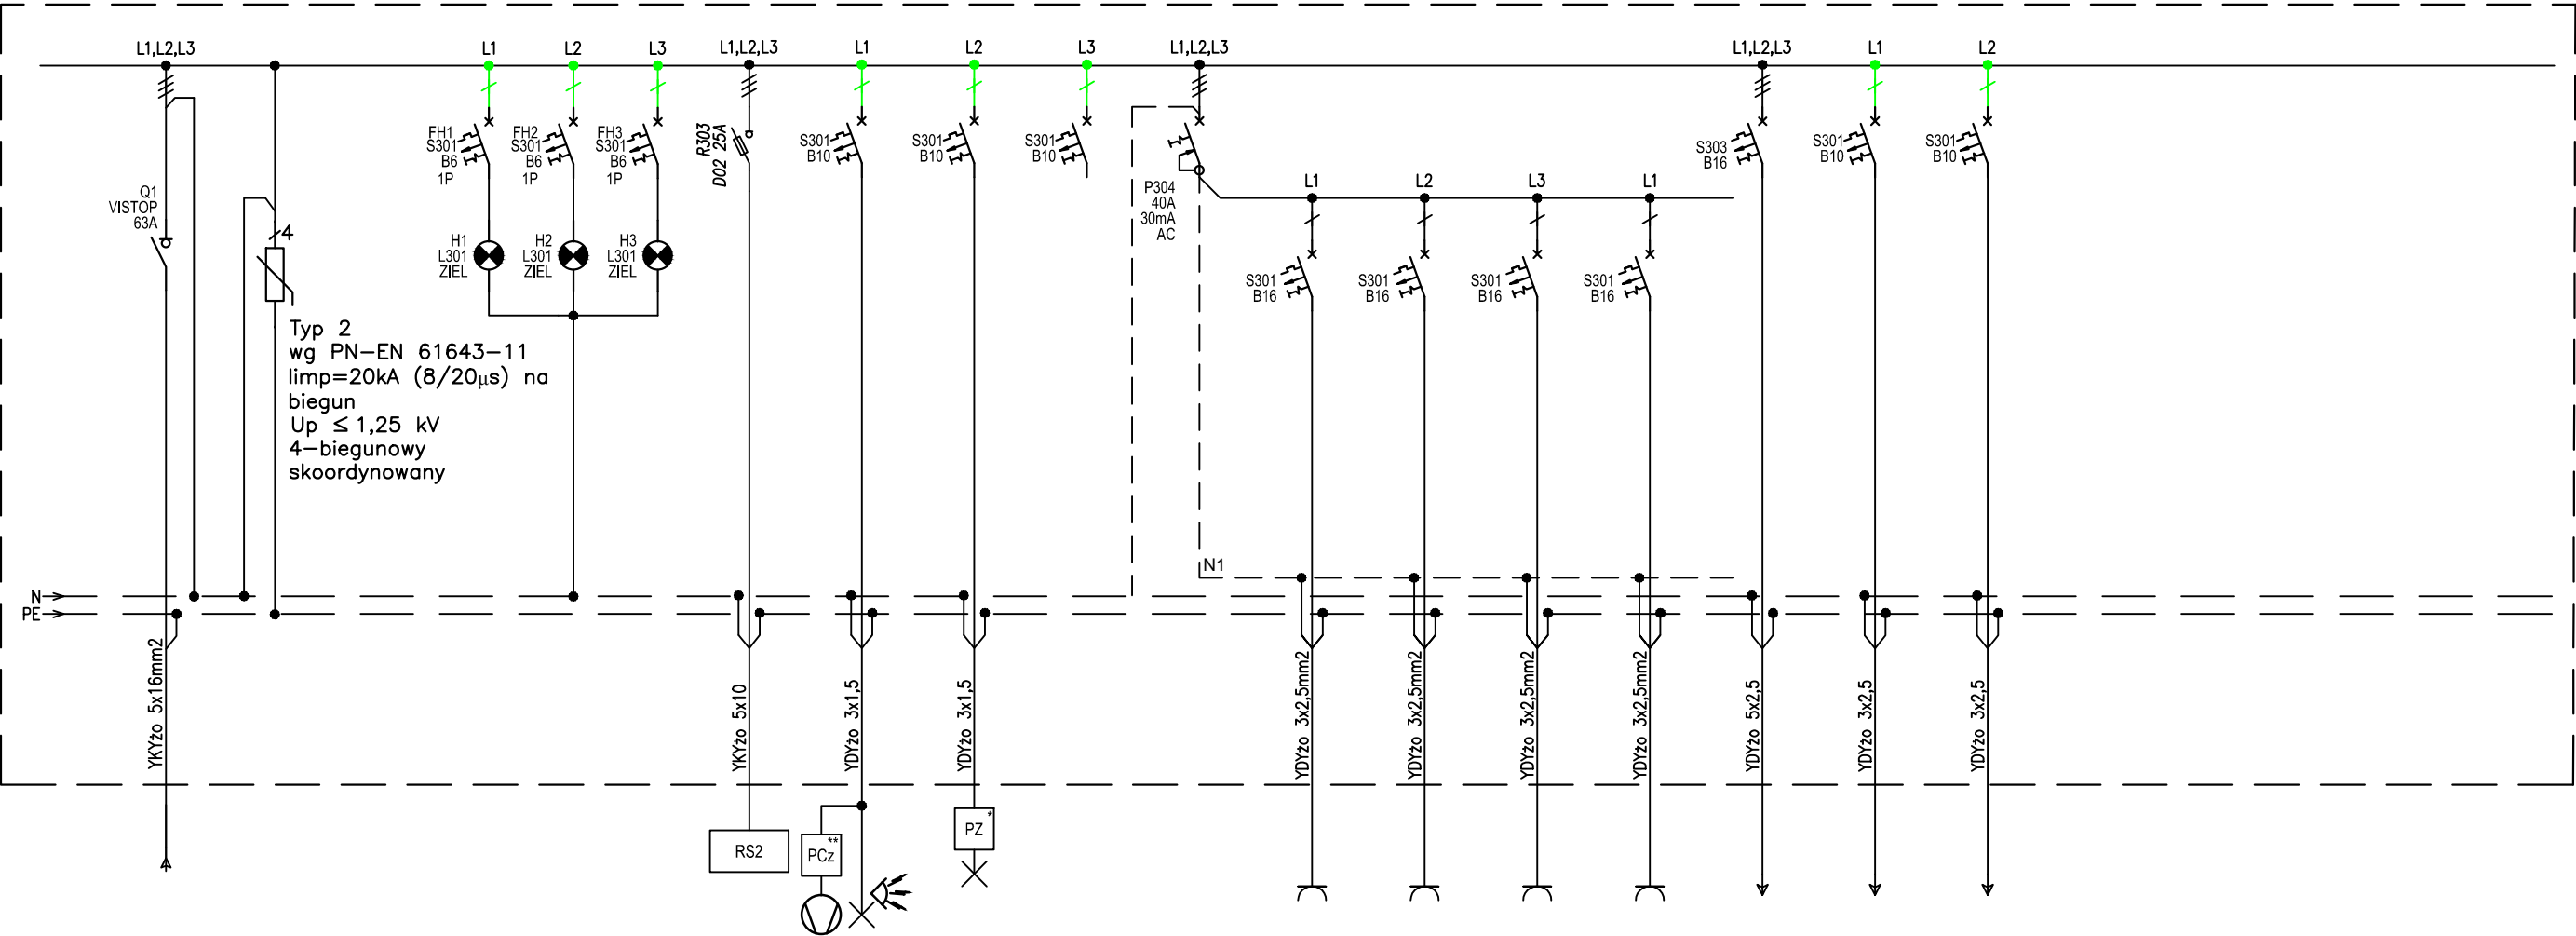 L1,L2,L3
L1
L2
L3
L1,L2,L3
L1
L2
L3
L1,L2,L3
L1,L2,L3
L1
L2
Q1
VISTOP
63A
4
Typ 2
wg PN-EN 61643-11
limp=20kA (8/20μs) na
biegun
Up ≤ 1,25 kV
4-biegunowy
skoordynowany
FH1
S301
B6
1P
FH2
S301
B6
1P
FH3
S301
B6
1P
H1
L301
ZIEL
H2
L301
ZIEL
H3
L301
ZIEL
R303
D02 25A
S301
B10
S301
B10
S301
B10
P304
40A
30mA
AC
L1
L2
L3
L1
S301
B16
S301
B16
S301
B16
S301
B16
S303
B16
S301
B10
S301
B10
N1
N
PE
YKYżo 5x16mm2
YKYżo 5x10
YDYżo 3x1,5
YDYżo 3x1,5
YDYżo 3x2,5mm2
YDYżo 3x2,5mm2
YDYżo 3x2,5mm2
YDYżo 3x2,5mm2
YDYżo 5x2,5
YDYżo 3x2,5
YDYżo 3x2,5
RS2
PCz**
PZ*